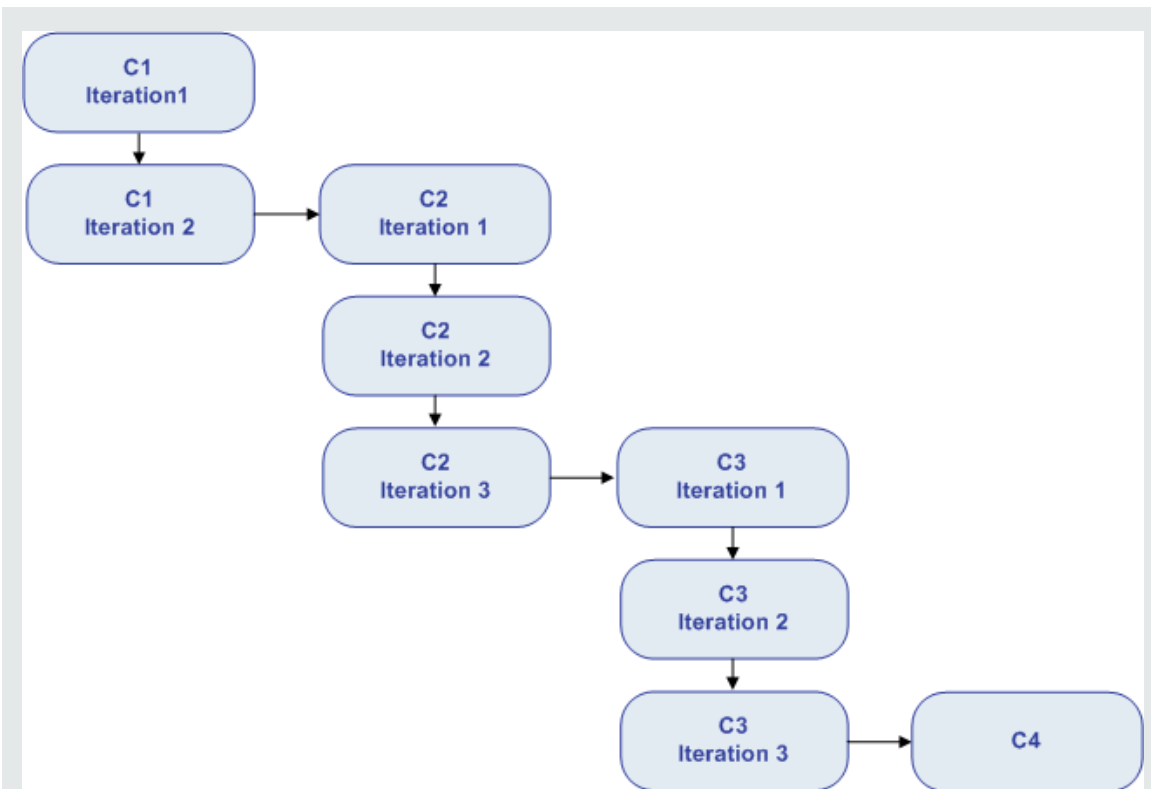 C1
Iteration1
C1
Iteration 2
C2
Iteration 1
C2
Iteration 2
C2
Iteration 3
C3
Iteration 1
C3
Iteration 2
C3
Iteration 3
C4